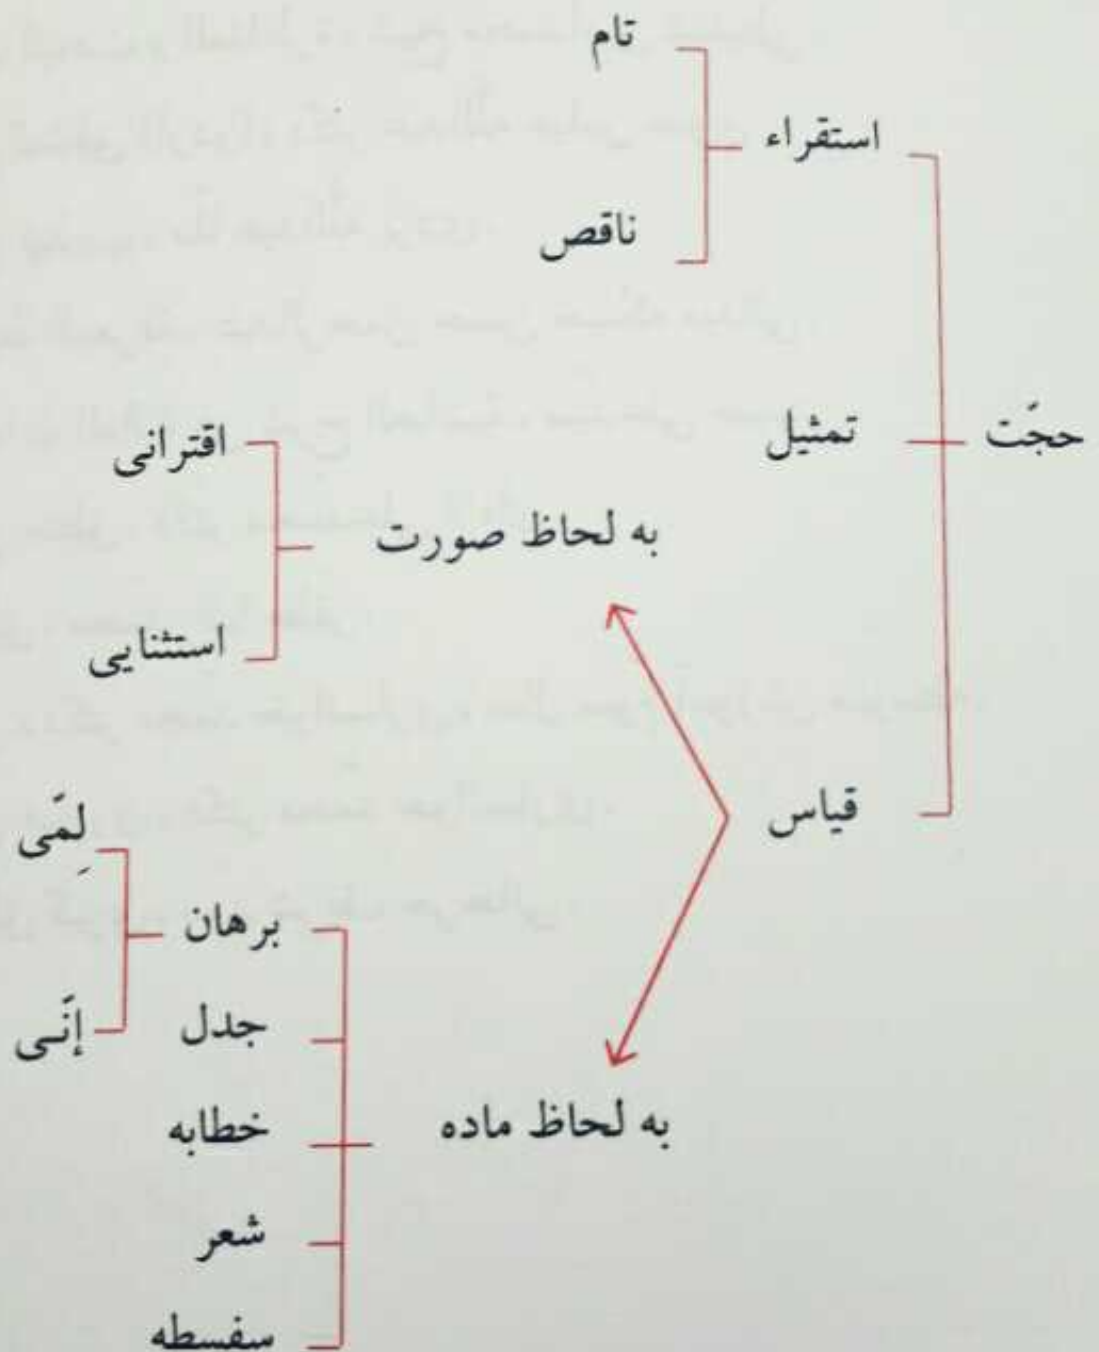 حجّت
استقراء
تام
ناقص
تمثیل
قیاس
به لحاظ صورت
اقترانی
استثنایی
به لحاظ ماده
برهان
لِمّی
إنّی
جدل
خطابه
شعر
سفسطه